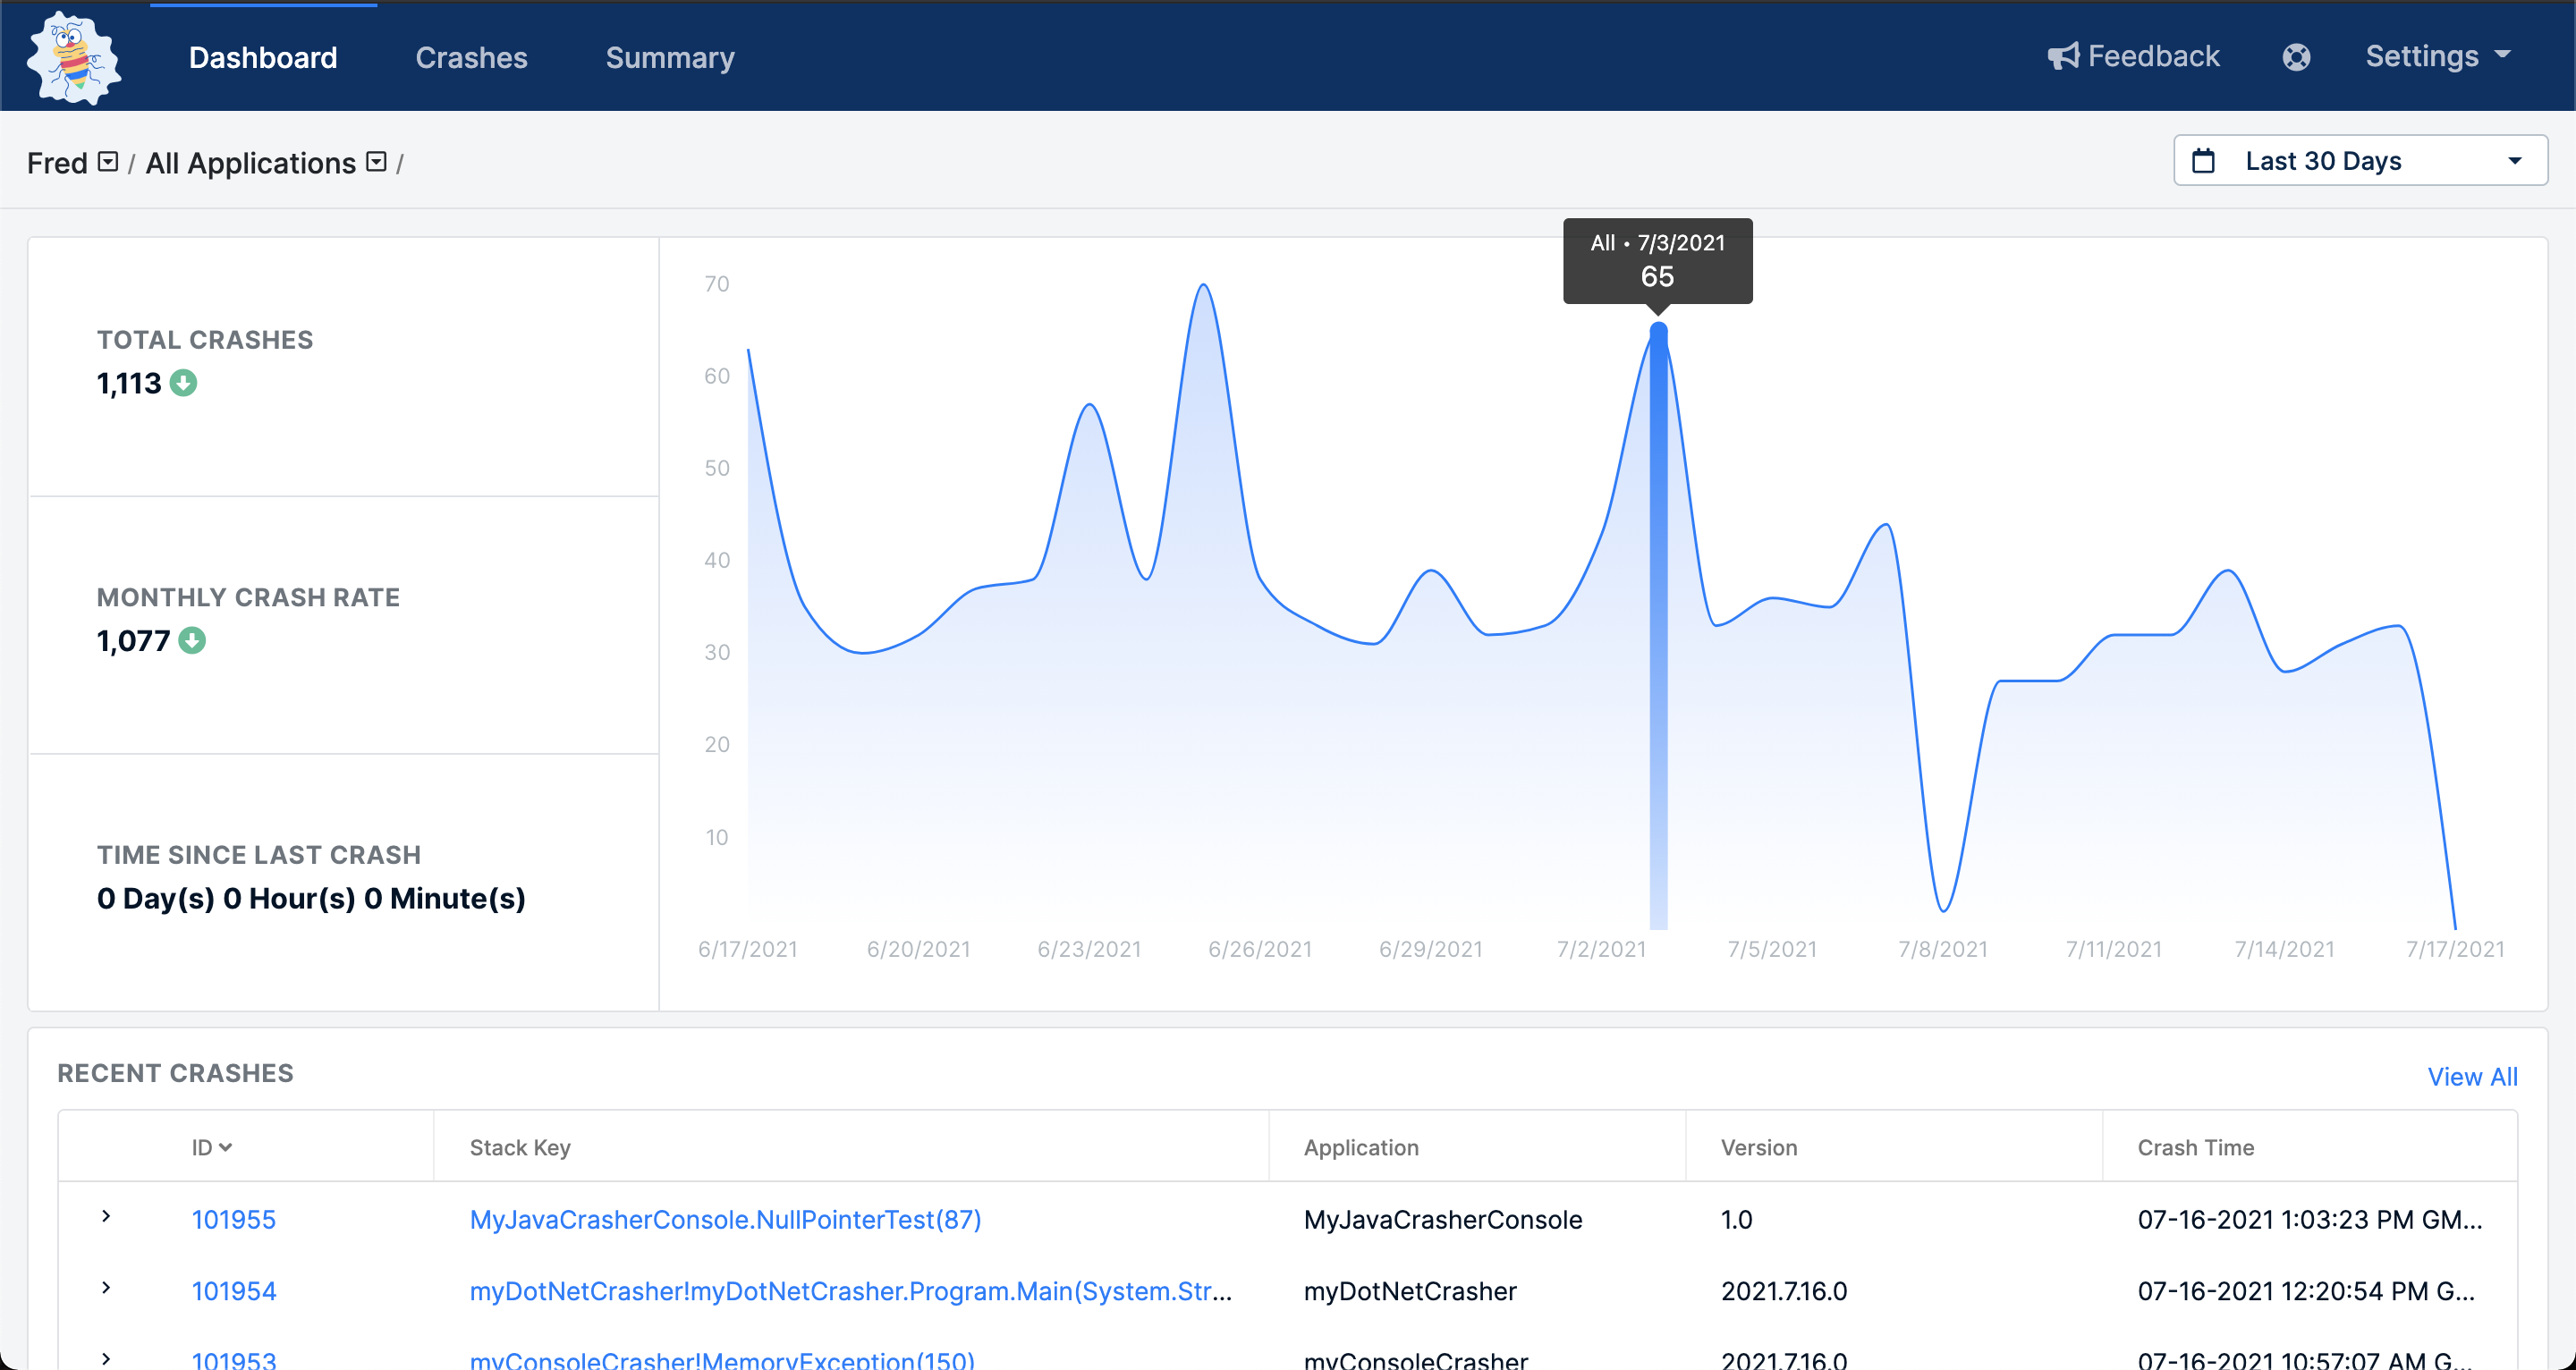 Dashboard Crashes Summary Feedback Settings
Fred / All Applications /
Last 30 Days
TOTAL CRASHES
1,113
MONTHLY CRASH RATE
1,077
TIME SINCE LAST CRASH
0 Day(s) 0 Hour(s) 0 Minute(s)
All • 7/3/2021
65
70
60
50
40
30
20
10
6/17/2021 6/20/2021 6/23/2021 6/26/2021 6/29/2021 7/2/2021 7/5/2021 7/8/2021 7/11/2021 7/14/2021 7/17/2021
RECENT CRASHES
View All
ID Stack Key Application Version Crash Time
101955 MyJavaCrasherConsole.NullPointerTest(87) MyJavaCrasherConsole 1.0 07-16-2021 1:03:23 PM GM...
101954 myDotNetCrasher!myDotNetCrasher.Program.Main(System.Str... myDotNetCrasher 2021.7.16.0 07-16-2021 12:20:54 PM G...
101953 myConsoleCrasher!MemoryException(150) myConsoleCrasher 2021.7.16.0 07-16-2021 10:57:07 AM G...